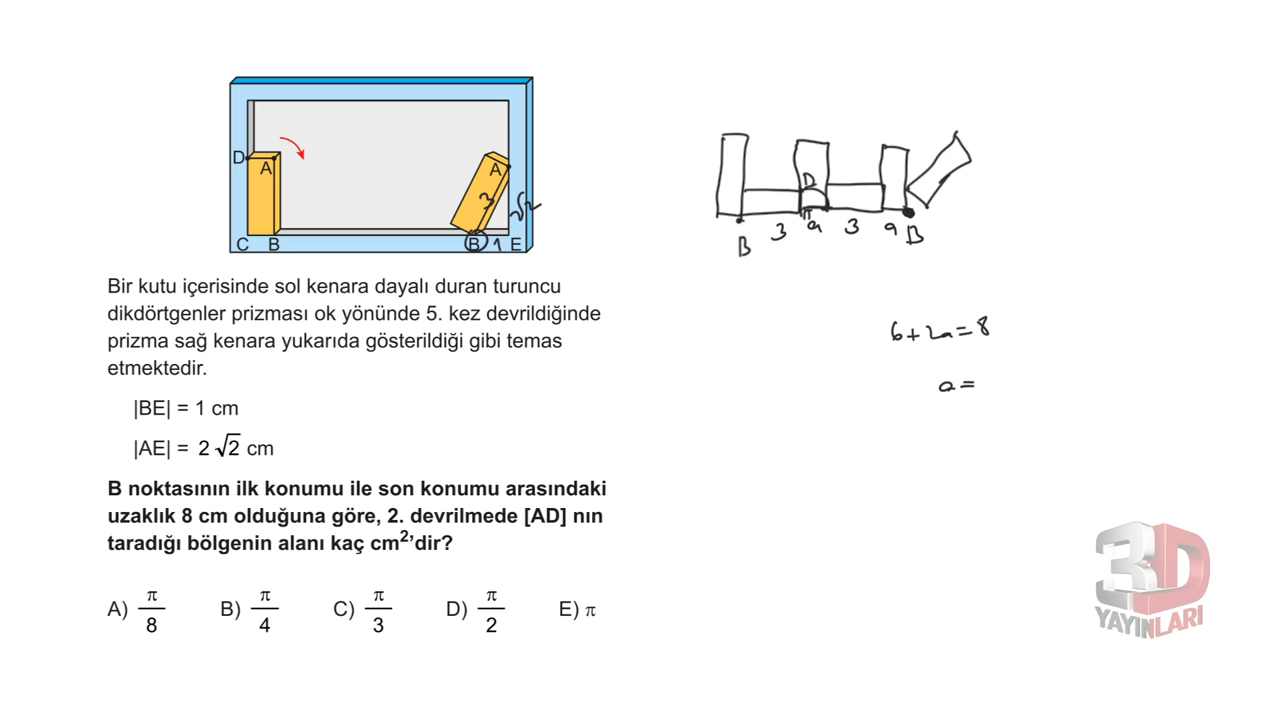 D
A
A
3
√2
C B
B 1 E
D
π
B 3 a 3 a B
Bir kutu içerisinde sol kenara dayalı duran turuncu
dikdörtgenler prizması ok yönünde 5. kez devrildiğinde
prizma sağ kenara yukarıda gösterildiği gibi temas
etmektedir.
|BE| = 1 cm
|AE| = 2√2 cm
B noktasının ilk konumu ile son konumu arasındaki
uzaklık 8 cm olduğuna göre, 2. devrilmede [AD] nın
taradığı bölgenin alanı kaç cm²'dir?
A) π/8 B) π/4 C) π/3 D) π/2 E) π
6+2a=8
a=
3D
YAYINLARI